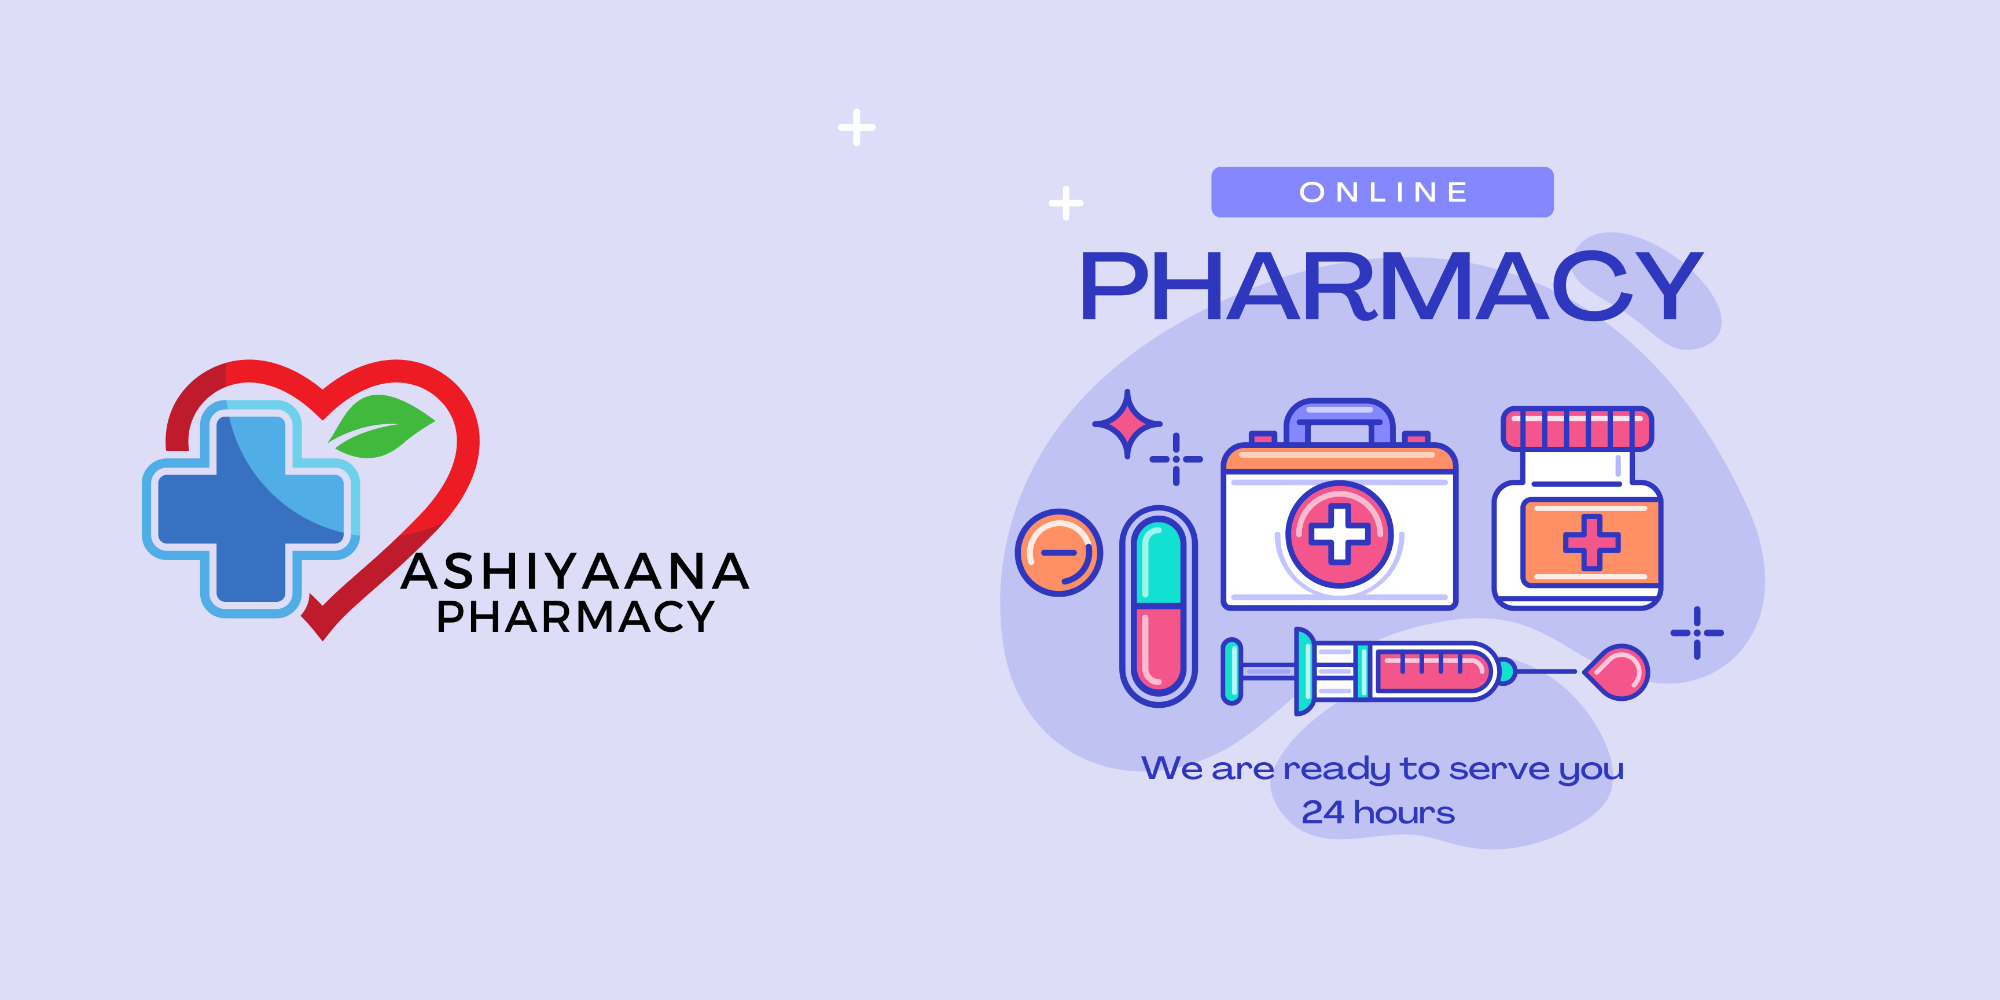 ASHIYAANA
PHARMACY
ONLINE
PHARMACY
We are ready to serve you
24 hours